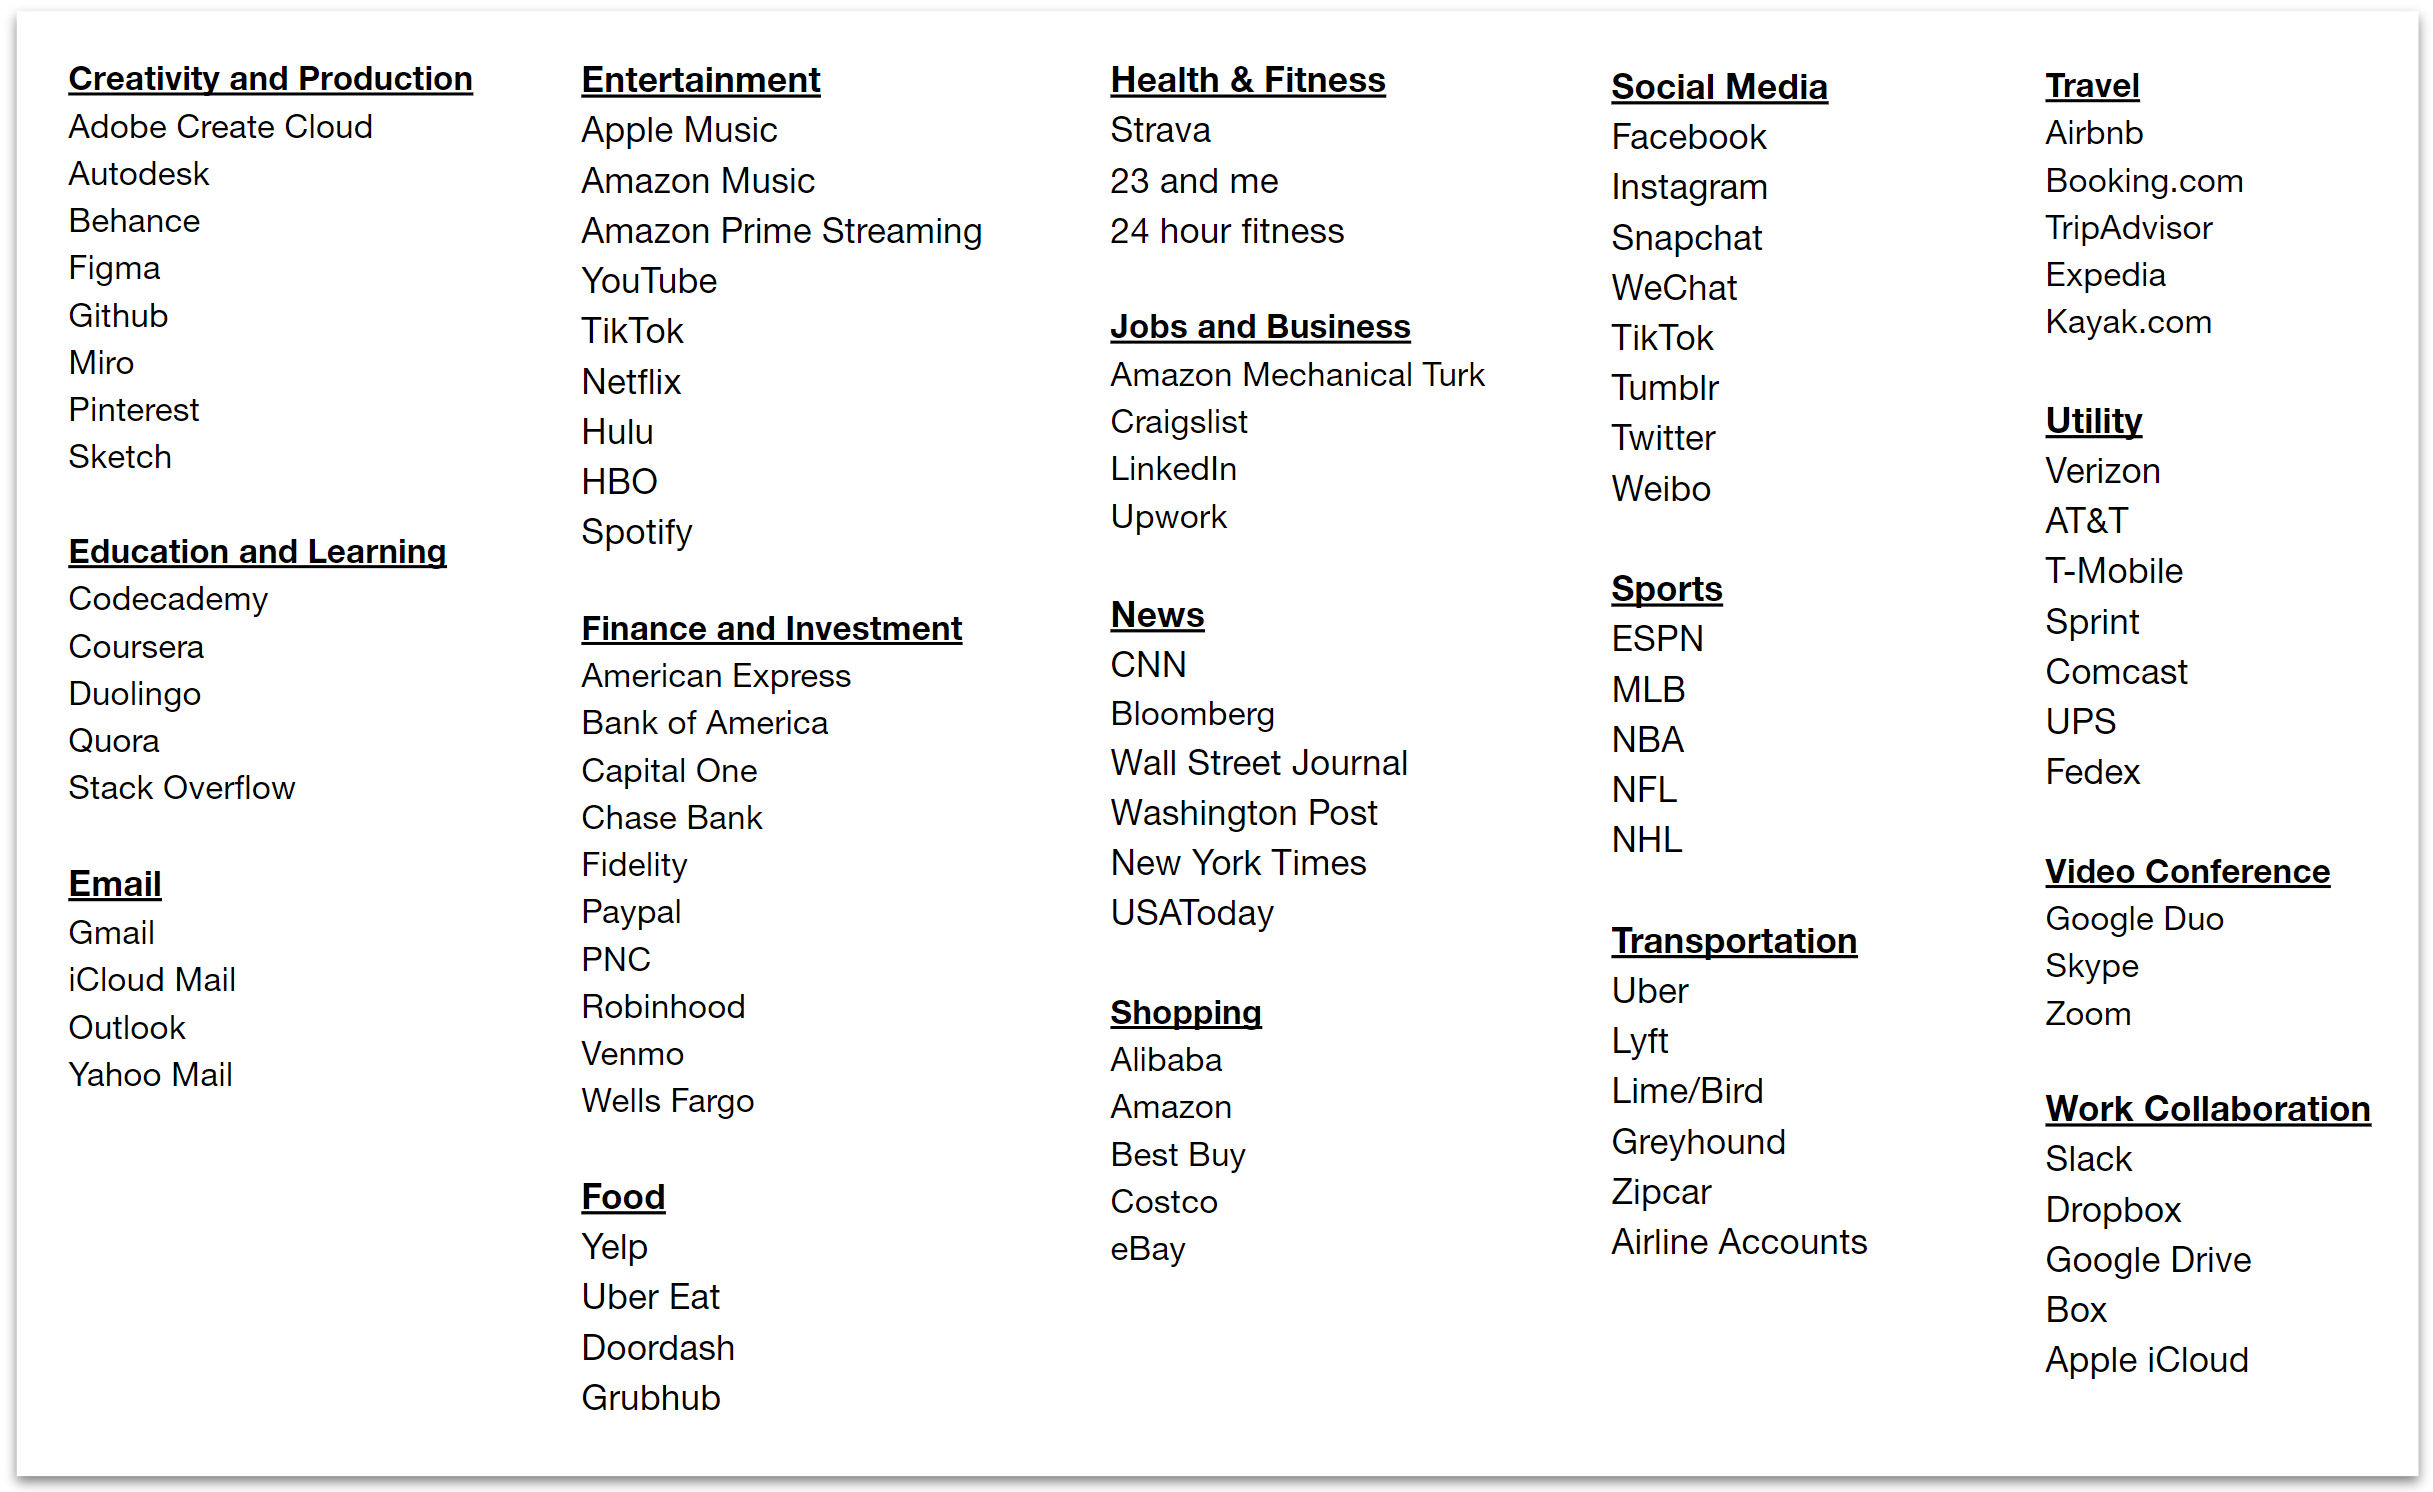 Creativity and Production
Adobe Create Cloud
Autodesk
Behance
Figma
Github
Miro
Pinterest
Sketch
Education and Learning
Codecademy
Coursera
Duolingo
Quora
Stack Overflow
Email
Gmail
iCloud Mail
Outlook
Yahoo Mail
Entertainment
Apple Music
Amazon Music
Amazon Prime Streaming
YouTube
TikTok
Netflix
Hulu
HBO
Spotify
Finance and Investment
American Express
Bank of America
Capital One
Chase Bank
Fidelity
Paypal
PNC
Robinhood
Venmo
Wells Fargo
Food
Yelp
Uber Eat
Doordash
Grubhub
Health & Fitness
Strava
23 and me
24 hour fitness
Jobs and Business
Amazon Mechanical Turk
Craigslist
LinkedIn
Upwork
News
CNN
Bloomberg
Wall Street Journal
Washington Post
New York Times
USAToday
Shopping
Alibaba
Amazon
Best Buy
Costco
eBay
Social Media
Facebook
Instagram
Snapchat
WeChat
TikTok
Tumblr
Twitter
Weibo
Sports
ESPN
MLB
NBA
NFL
NHL
Transportation
Uber
Lyft
Lime/Bird
Greyhound
Zipcar
Airline Accounts
Travel
Airbnb
Booking.com
TripAdvisor
Expedia
Kayak.com
Utility
Verizon
AT&T
T-Mobile
Sprint
Comcast
UPS
Fedex
Video Conference
Google Duo
Skype
Zoom
Work Collaboration
Slack
Dropbox
Google Drive
Box
Apple iCloud